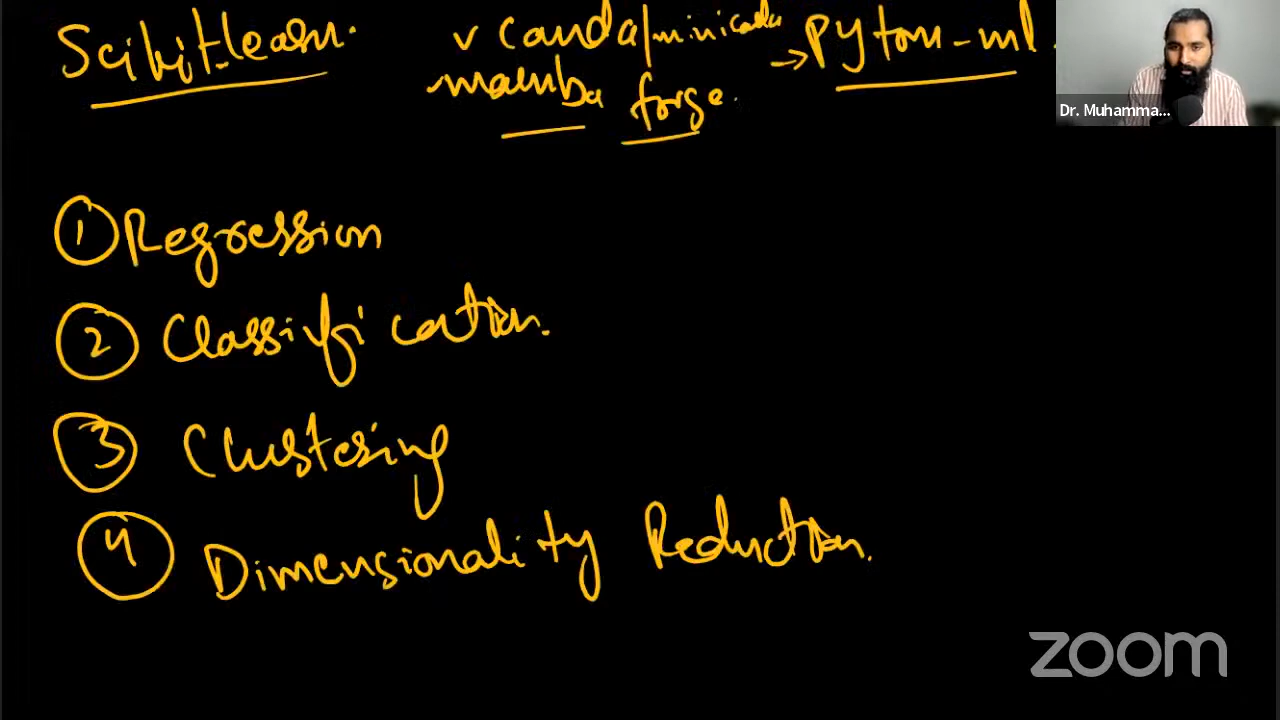 Scikit-learn.
v Conda/miniconda → Pyton-ml.
mamba forge.
Dr. Muhamma...
① Regression
② Classification.
③ Clustering
④ Dimensionality Reduction.
zoom